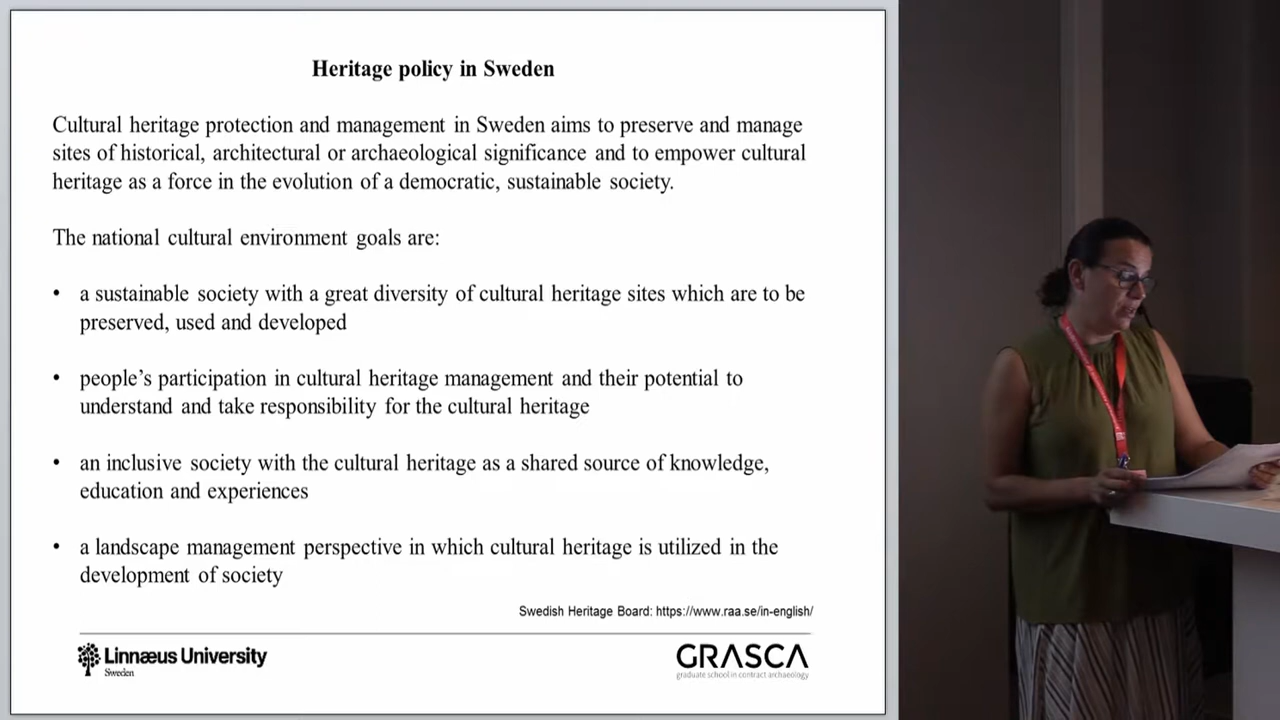 Heritage policy in Sweden
Cultural heritage protection and management in Sweden aims to preserve and manage
sites of historical, architectural or archaeological significance and to empower cultural
heritage as a force in the evolution of a democratic, sustainable society.
The national cultural environment goals are:
• a sustainable society with a great diversity of cultural heritage sites which are to be
preserved, used and developed
• people’s participation in cultural heritage management and their potential to
understand and take responsibility for the cultural heritage
• an inclusive society with the cultural heritage as a shared source of knowledge,
education and experiences
• a landscape management perspective in which cultural heritage is utilized in the
development of society
Swedish Heritage Board: https://www.raa.se/in-english/
Linnæus University
Sweden
GRASCA
graduate school in contract archaeology